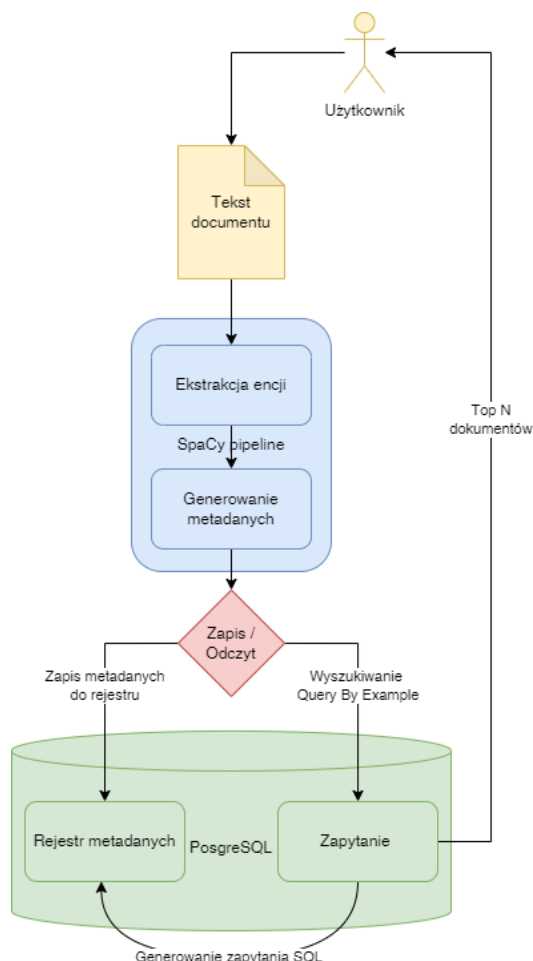 Użytkownik
Tekst
documentu
Ekstrakcja encji
SpaCy pipeline
Generowanie
metadanych
Top N
dokumentów
Zapis /
Odczyt
Zapis metadanych
do rejestru
Wyszukiwanie
Query By Example
Rejestr metadanych
PosgreSQL
Zapytanie
Generowanie zapytania SQL